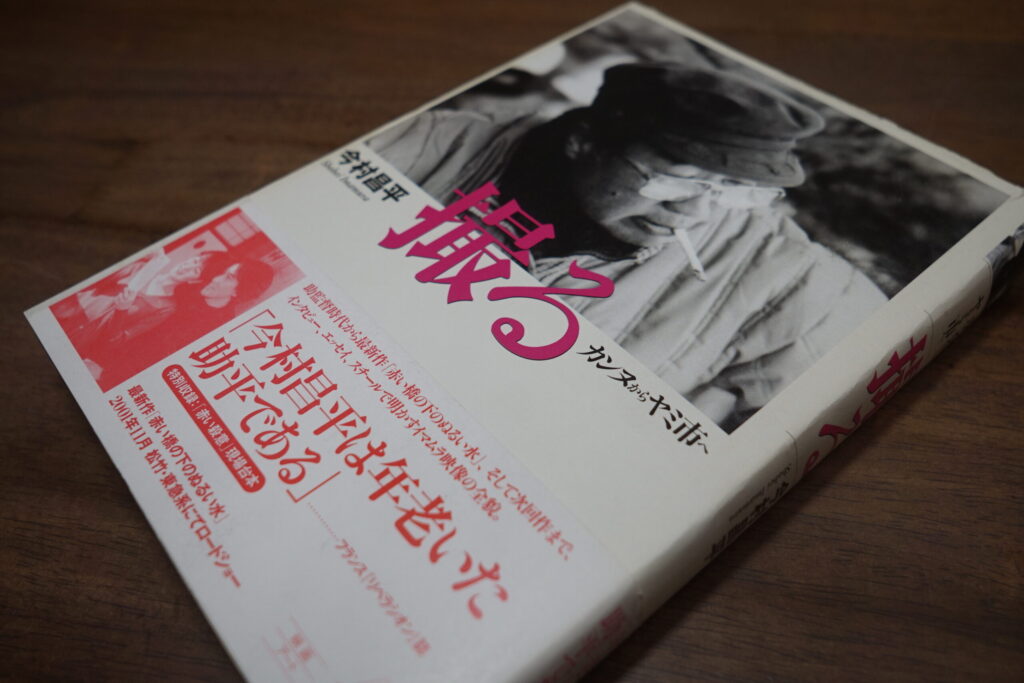 今村昌平
Shohei Imamura
撮る
カンヌからヤミ市へ
助監督時代から最新作「赤い橋の下のぬるい水」、そして次回作まで、
インタビュー、エッセイ、スチールで明かすイマムラ映像の全貌。
「今村昌平は年老いた
助平である」
……フランス「リベラシオン」誌
特別収録:「赤い殺意」現場台本
最新作「赤い橋の下のぬるい水」
2001年11月 松竹・東急系にてロードショー
撮る